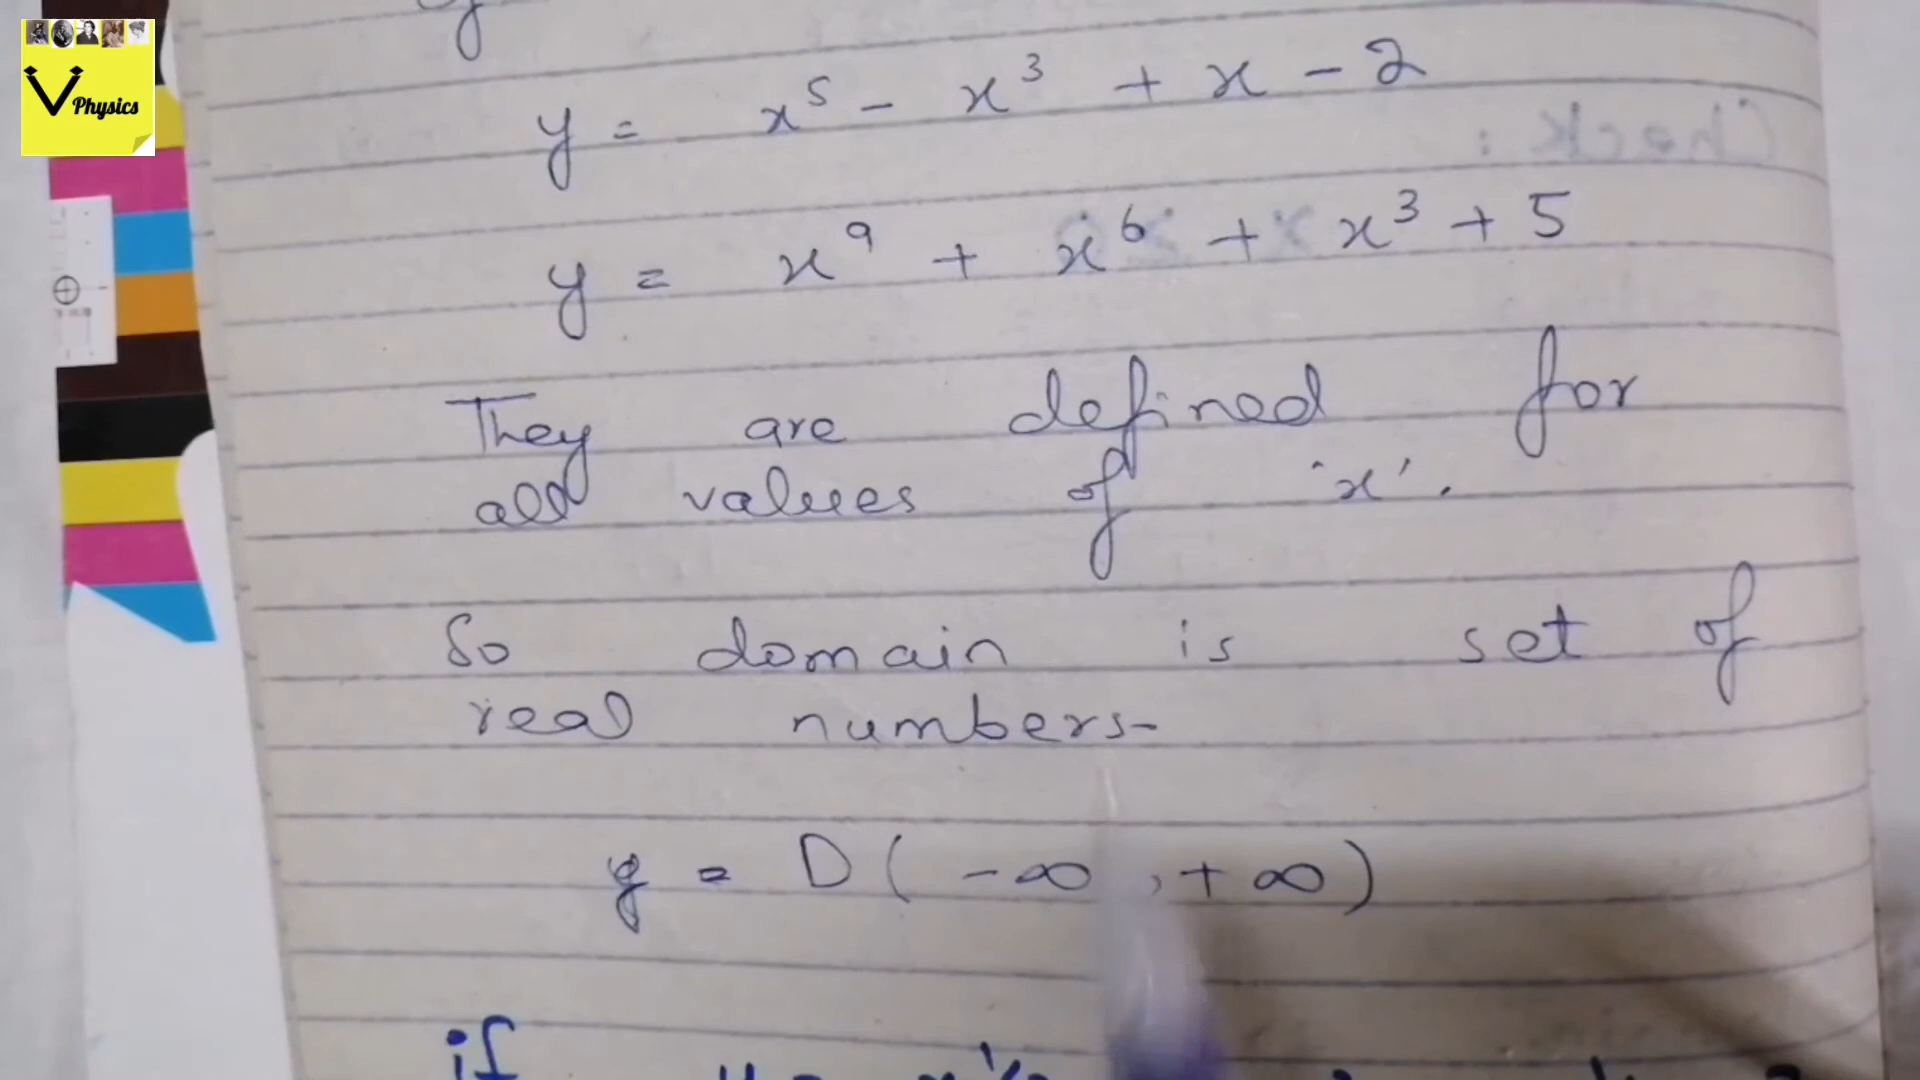 V Physics
y = x⁵ - x³ + x - 2
y = x⁹ + x⁶ + x³ + 5
They are defined for
all values of 'x'.
So domain is set of
real numbers-
y = D(-∞, +∞)
if